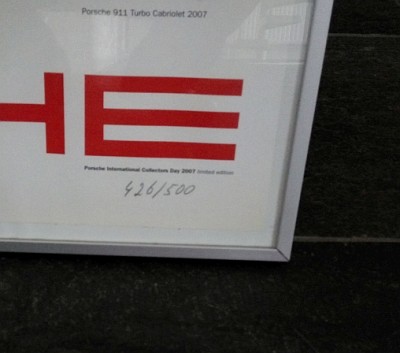 Porsche 911 Turbo Cabriolet 2007
HE
Porsche International Collectors Day 2007 limited edition
426/500